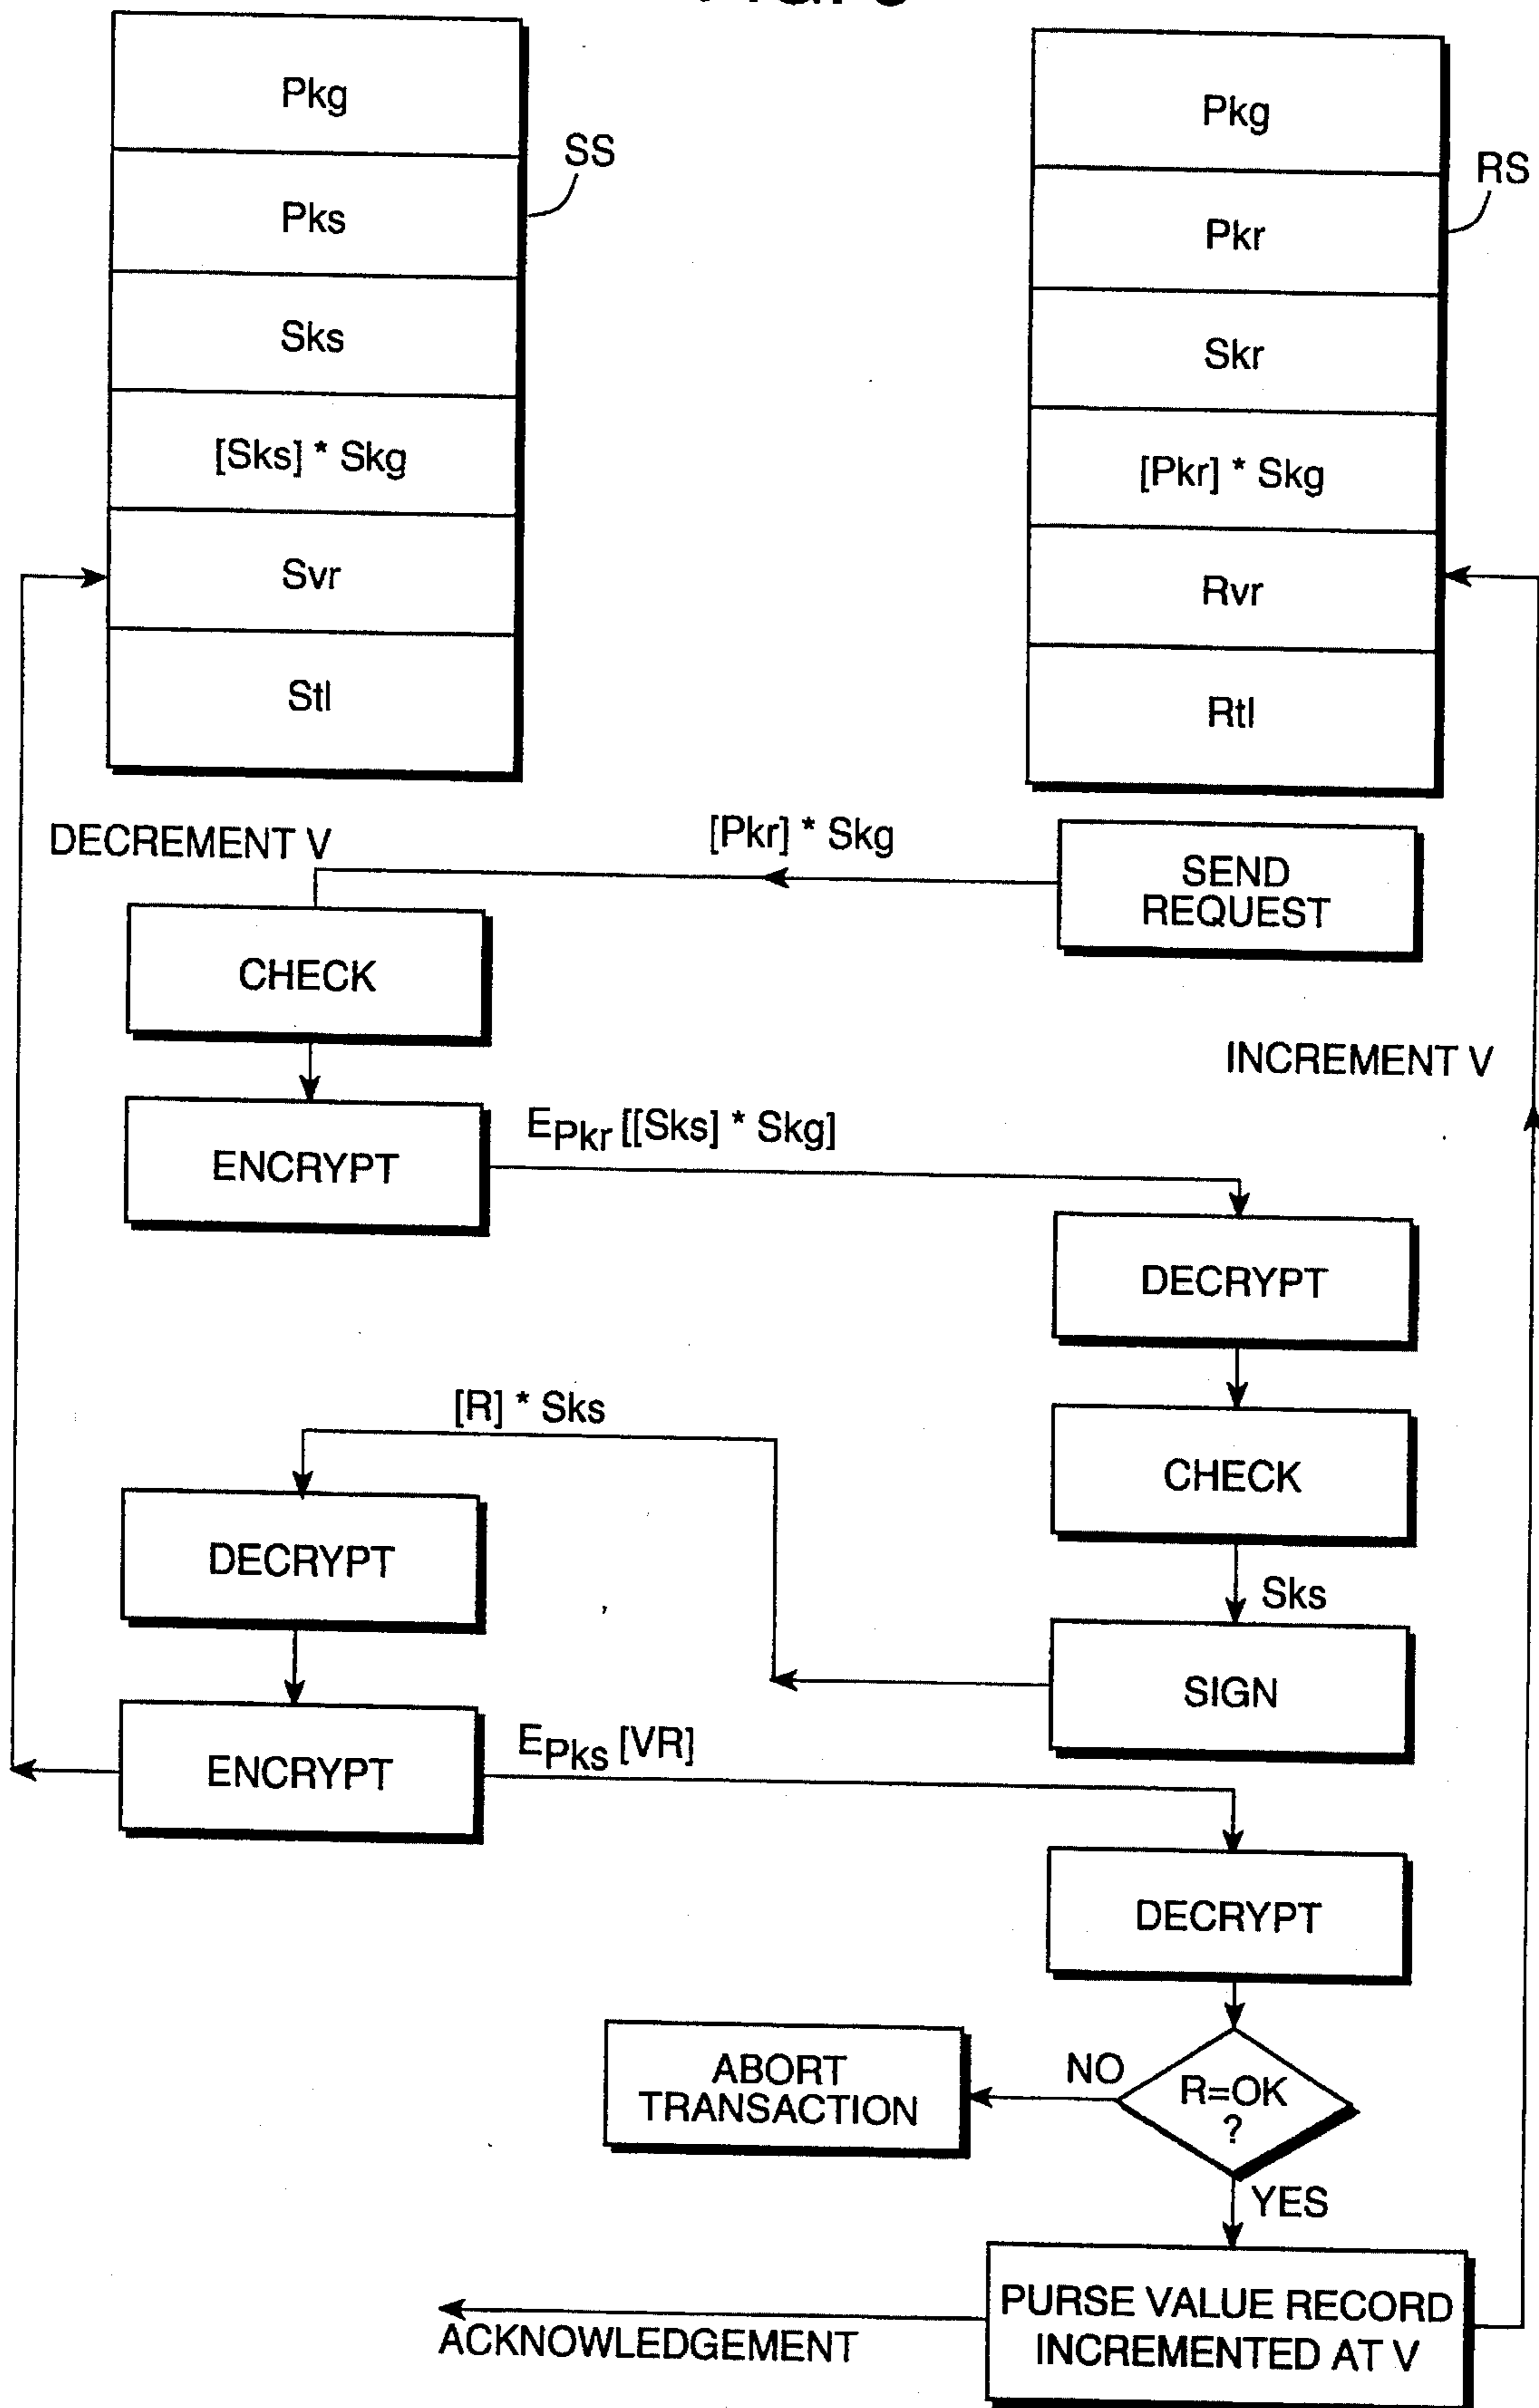 Pkg
Pks
Sks
[Sks] * Skg
Svr
Stl
SS
Pkg
Pkr
Skr
[Pkr] * Skg
Rvr
Rtl
RS
DECREMENT V
[Pkr] * Skg
SEND
REQUEST
CHECK
INCREMENT V
ENCRYPT
EPkr [[Sks] * Skg]
DECRYPT
[R] * Sks
CHECK
DECRYPT
Sks
SIGN
ENCRYPT
EPks [VR]
DECRYPT
ABORT
TRANSACTION
NO
R=OK
?
YES
PURSE VALUE RECORD
INCREMENTED AT V
ACKNOWLEDGEMENT